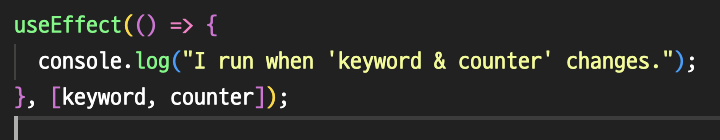 useEffect(() => {
  console.log("I run when 'keyword & counter' changes.");
}, [keyword, counter]);